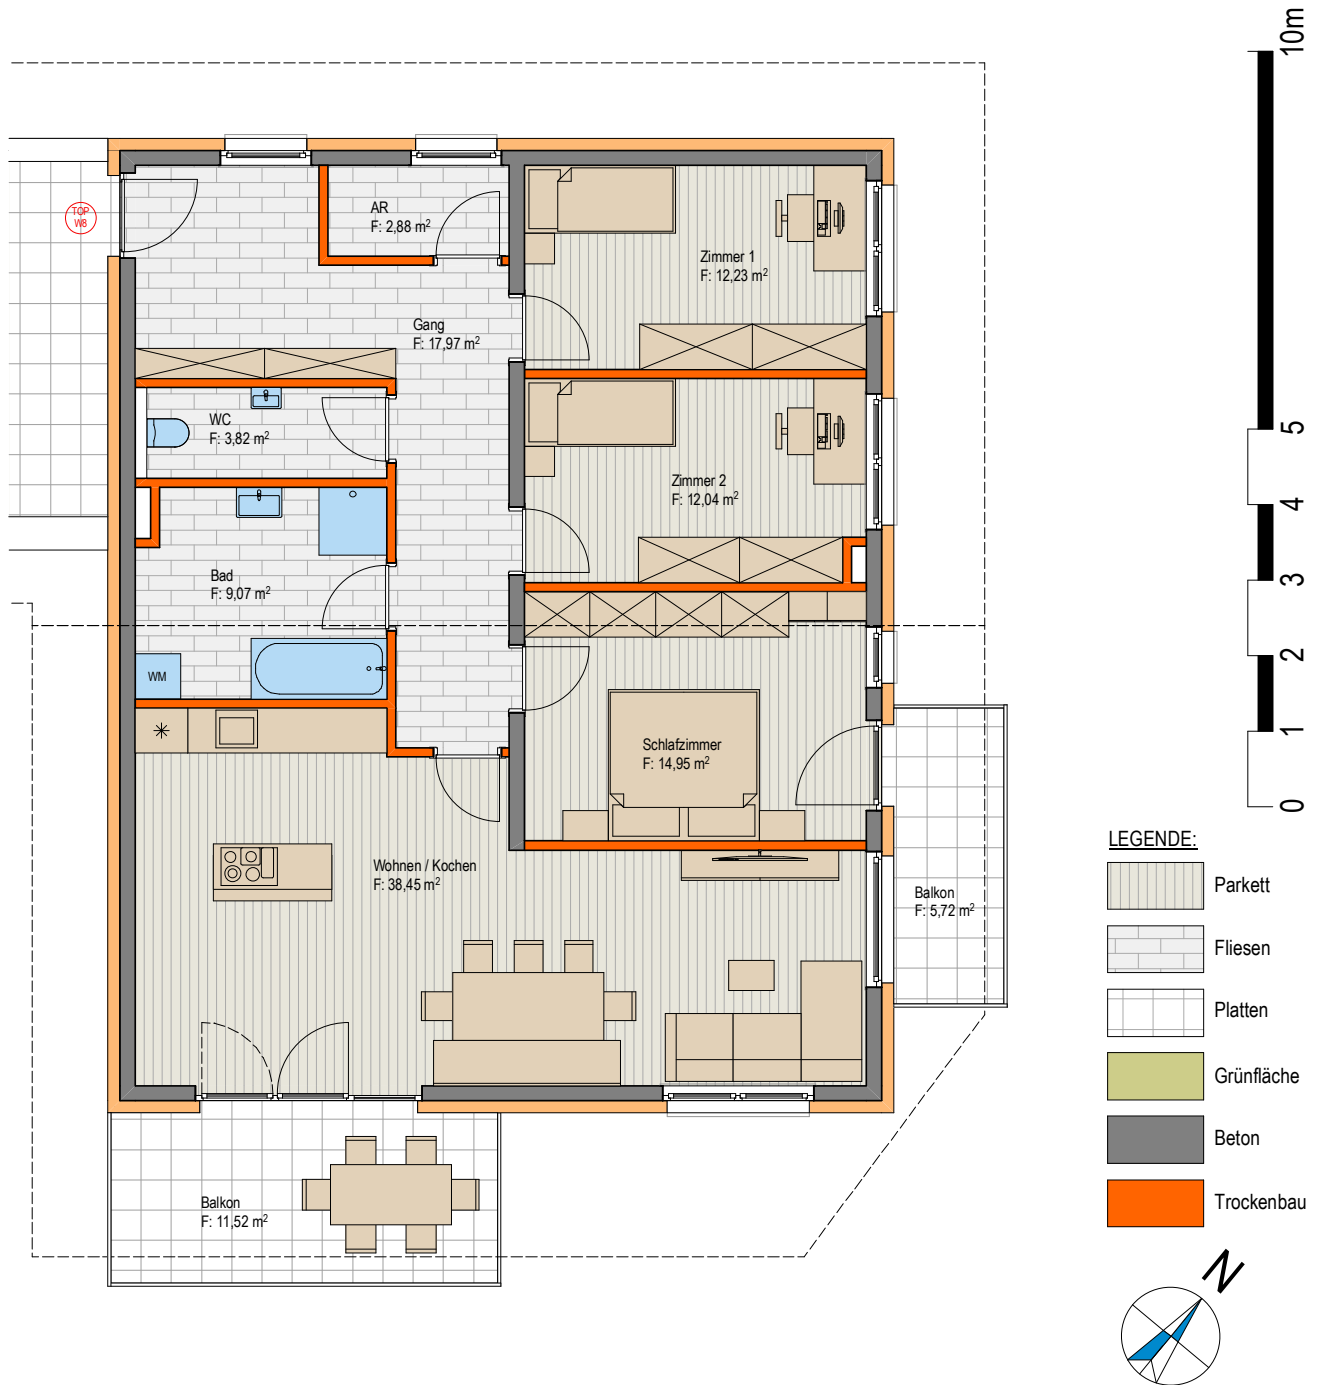 10m
TOP
W8
AR
F: 2,88 m²
Zimmer 1
F: 12,23 m²
Gang
F: 17,97 m²
WC
F: 3,82 m²
5
Zimmer 2
F: 12,04 m²
4
3
Bad
F: 9,07 m²
2
WM
1
Schlafzimmer
F: 14,95 m²
0
LEGENDE:
Wohnen / Kochen
F: 38,45 m²
Parkett
Balkon
F: 5,72 m²
Fliesen
Platten
Grünfläche
Beton
Trockenbau
Balkon
F: 11,52 m²
N